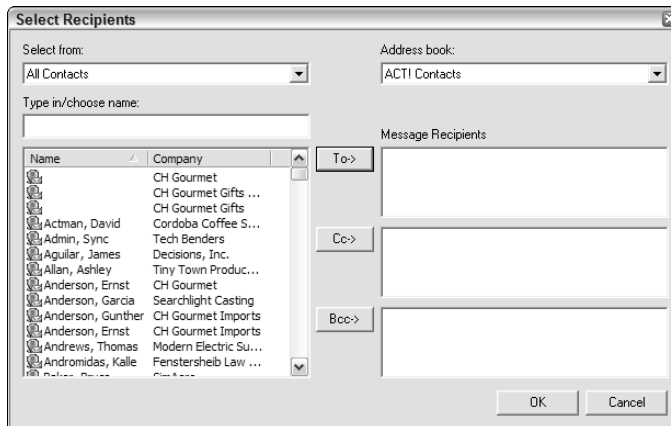 Select Recipients
Select from:
Address book:
All Contacts
ACT! Contacts
Type in/choose name:
Message Recipients
Name Company
To->
CH Gourmet
CH Gourmet Gifts ...
CH Gourmet Gifts
Actman, David Cordoba Coffee S...
Admin, Sync Tech Benders
Cc->
Aguilar, James Decisions, Inc.
Allan, Ashley Tiny Town Produc...
Anderson, Ernst CH Gourmet
Anderson, Garcia Searchlight Casting
Anderson, Gunther CH Gourmet Imports
Bcc->
Anderson, Ernst CH Gourmet Imports
Andrews, Thomas Modern Electric Su...
Andromidas, Kalle Fenstersheib Law ...
OK Cancel